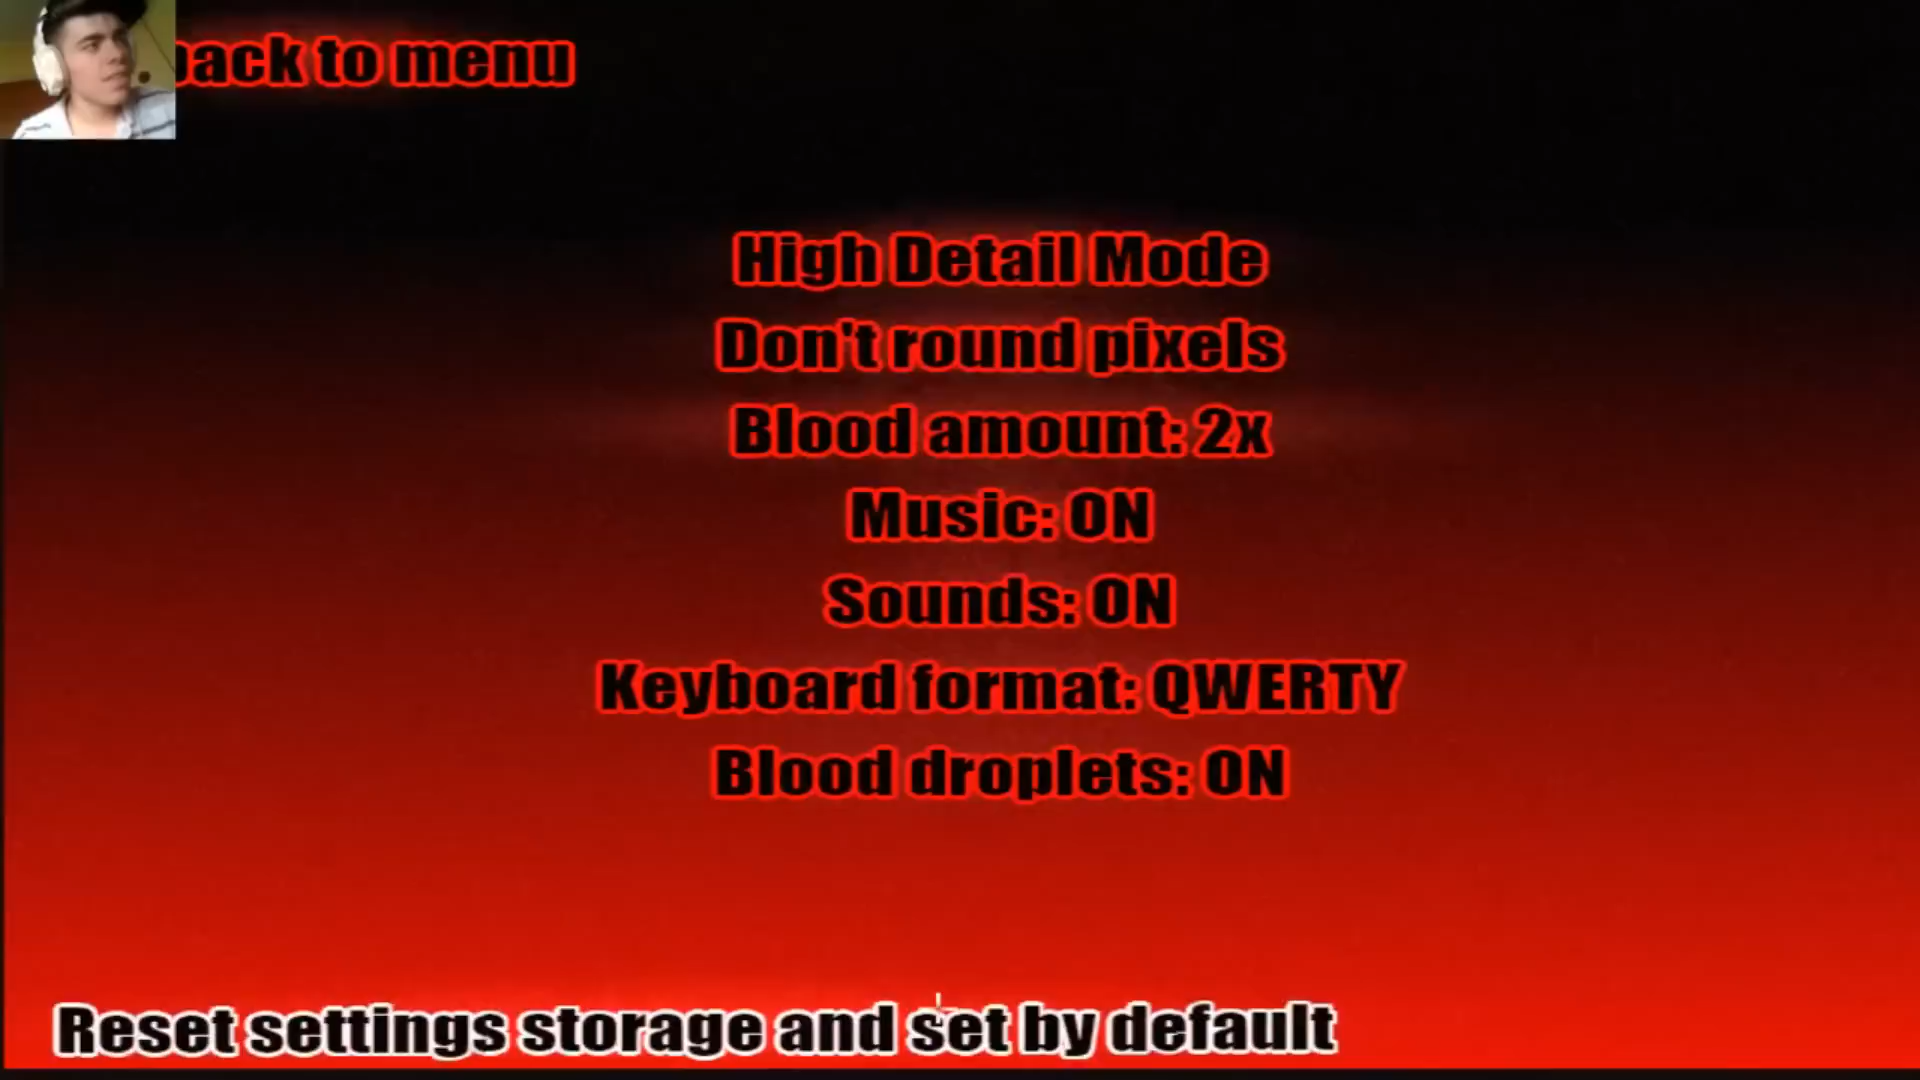 back to menu
High Detail Mode
Don't round pixels
Blood amount: 2x
Music: ON
Sounds: ON
Keyboard format: QWERTY
Blood droplets: ON
Reset settings storage and set by default